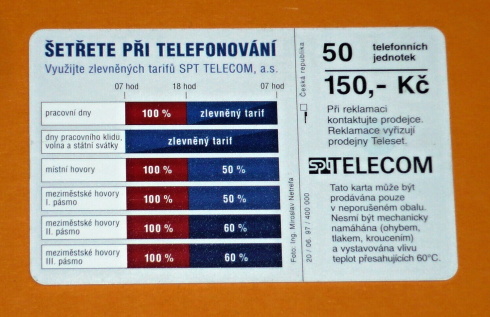 ŠETŘETE PŘI TELEFONOVÁNÍ
Využijte zlevněných tarifů SPT TELECOM, a.s.
07 hod 18 hod 07 hod
pracovní dny 100 % zlevněný tarif
dny pracovního klidu,
volna a státní svátky zlevněný tarif
místní hovory 100 % 50 %
meziměstské hovory
I. pásmo 100 % 50 %
meziměstské hovory
II. pásmo 100 % 60 %
meziměstské hovory
III. pásmo 100 % 60 %
Foto: Ing. Miroslav Netřefa
Česká republika
20 / 06. 97 / 400 000
50 telefonních
jednotek
150,- Kč
Při reklamaci
kontaktujte prodejce.
Reklamace vyřizují
prodejny Teleset.
SPT TELECOM
Tato karta může být
prodávána pouze
v neporušeném obalu.
Nesmí být mechanicky
namáhána (ohybem,
tlakem, kroucením)
a vystavována vlivu
teplot přesahujících 60°C.